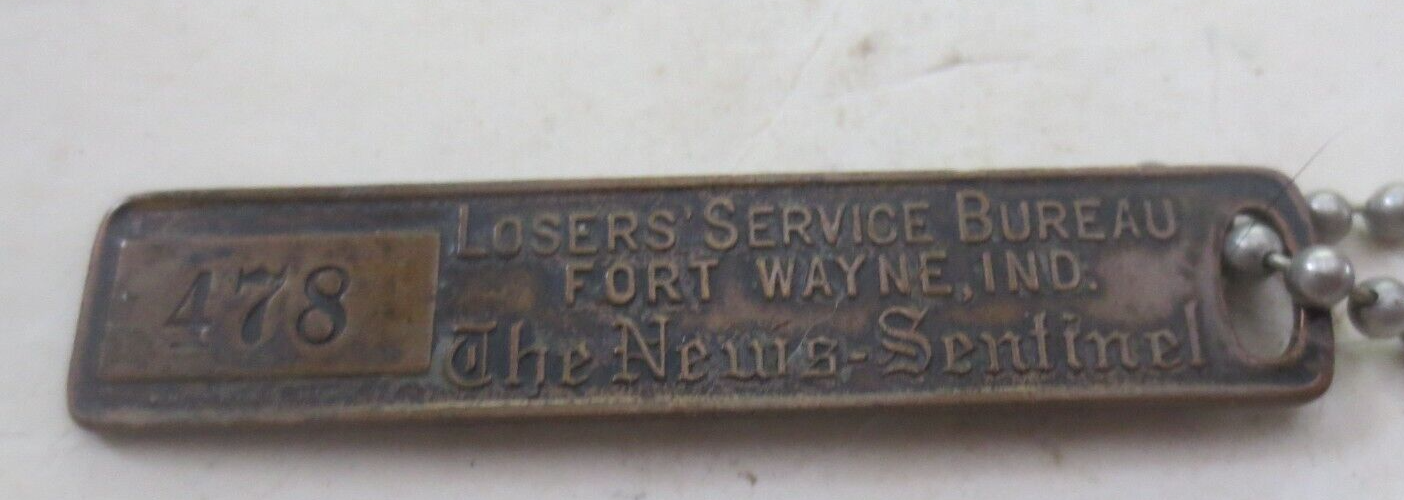 478
LOSERS' SERVICE BUREAU
FORT WAYNE, IND.
The News-Sentinel